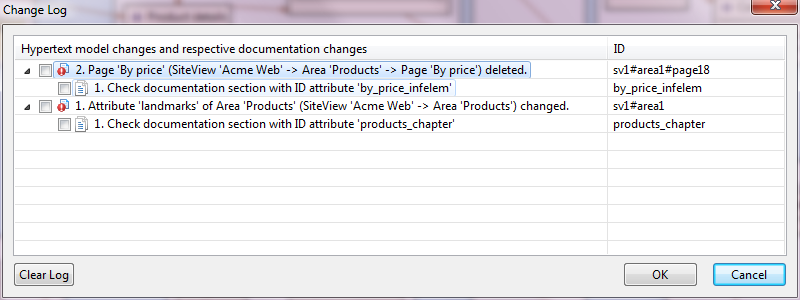 Product details
Change Log
Hypertext model changes and respective documentation changes ID
2. Page 'By price' (SiteView 'Acme Web' -> Area 'Products' -> Page 'By price') deleted. sv1#area1#page18
1. Check documentation section with ID attribute 'by_price_infelem' by_price_infelem
1. Attribute 'landmarks' of Area 'Products' (SiteView 'Acme Web' -> Area 'Products') changed. sv1#area1
1. Check documentation section with ID attribute 'products_chapter' products_chapter
Clear Log OK Cancel